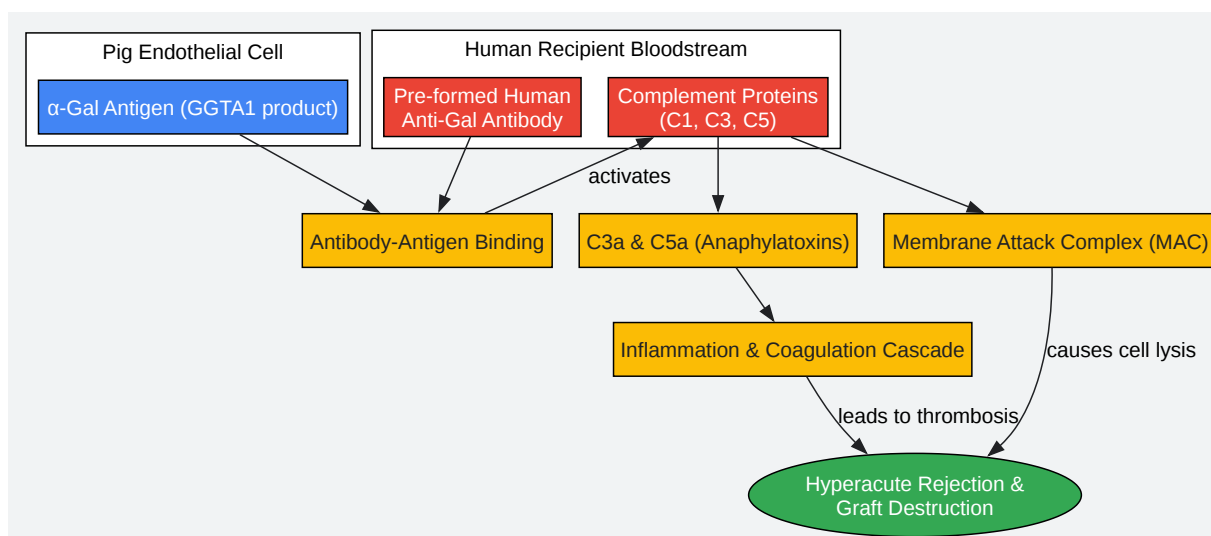 Pig Endothelial Cell
Human Recipient Bloodstream
α-Gal Antigen (GGTA1 product)
Pre-formed Human
Anti-Gal Antibody
Complement Proteins
(C1, C3, C5)
activates
Antibody-Antigen Binding
C3a & C5a (Anaphylatoxins)
Membrane Attack Complex (MAC)
Inflammation & Coagulation Cascade
causes cell lysis
leads to thrombosis
Hyperacute Rejection &
Graft Destruction